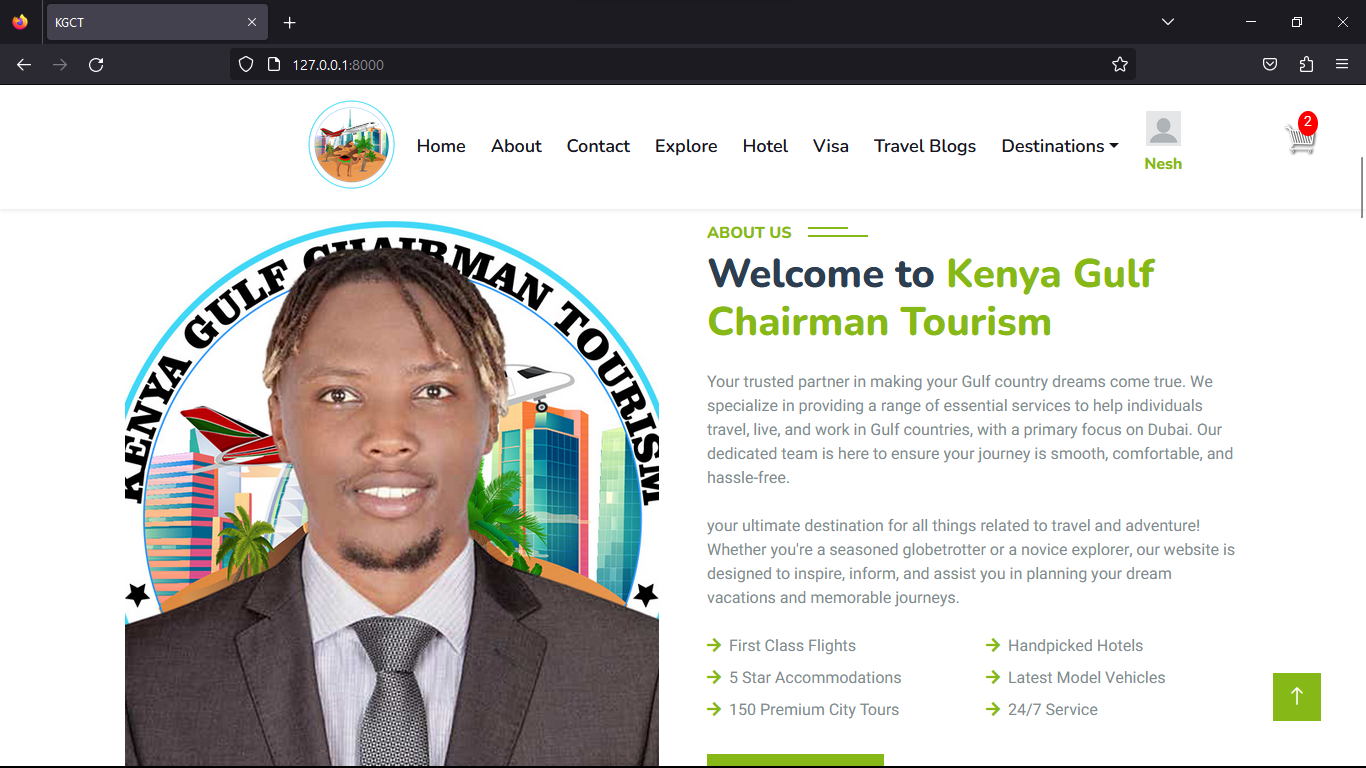 KGCT
127.0.0.1:8000
Home
About
Contact
Explore
Hotel
Visa
Travel Blogs
Destinations
Nesh
2
KENYA GULF CHAIRMAN TOURISM
ABOUT US
Welcome to Kenya Gulf
Chairman Tourism
Your trusted partner in making your Gulf country dreams come true. We
specialize in providing a range of essential services to help individuals
travel, live, and work in Gulf countries, with a primary focus on Dubai. Our
dedicated team is here to ensure your journey is smooth, comfortable, and
hassle-free.
your ultimate destination for all things related to travel and adventure!
Whether you're a seasoned globetrotter or a novice explorer, our website is
designed to inspire, inform, and assist you in planning your dream
vacations and memorable journeys.
First Class Flights
Handpicked Hotels
5 Star Accommodations
Latest Model Vehicles
150 Premium City Tours
24/7 Service